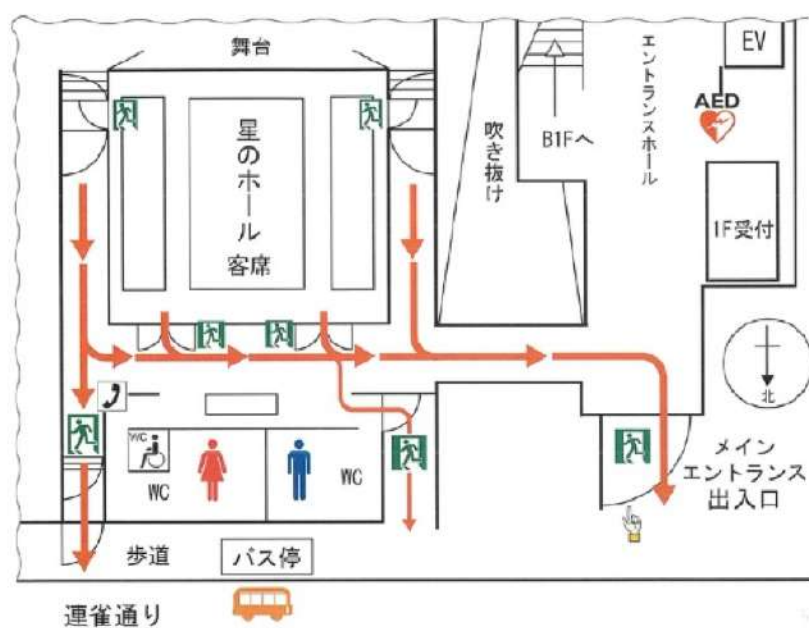 舞台
星のホール
客席
吹き抜け
B1Fへ
エントランスホール
EV
AED
1F受付
北
WC
WC
WC
メイン
エントランス
出入口
歩道
バス停
連雀通り